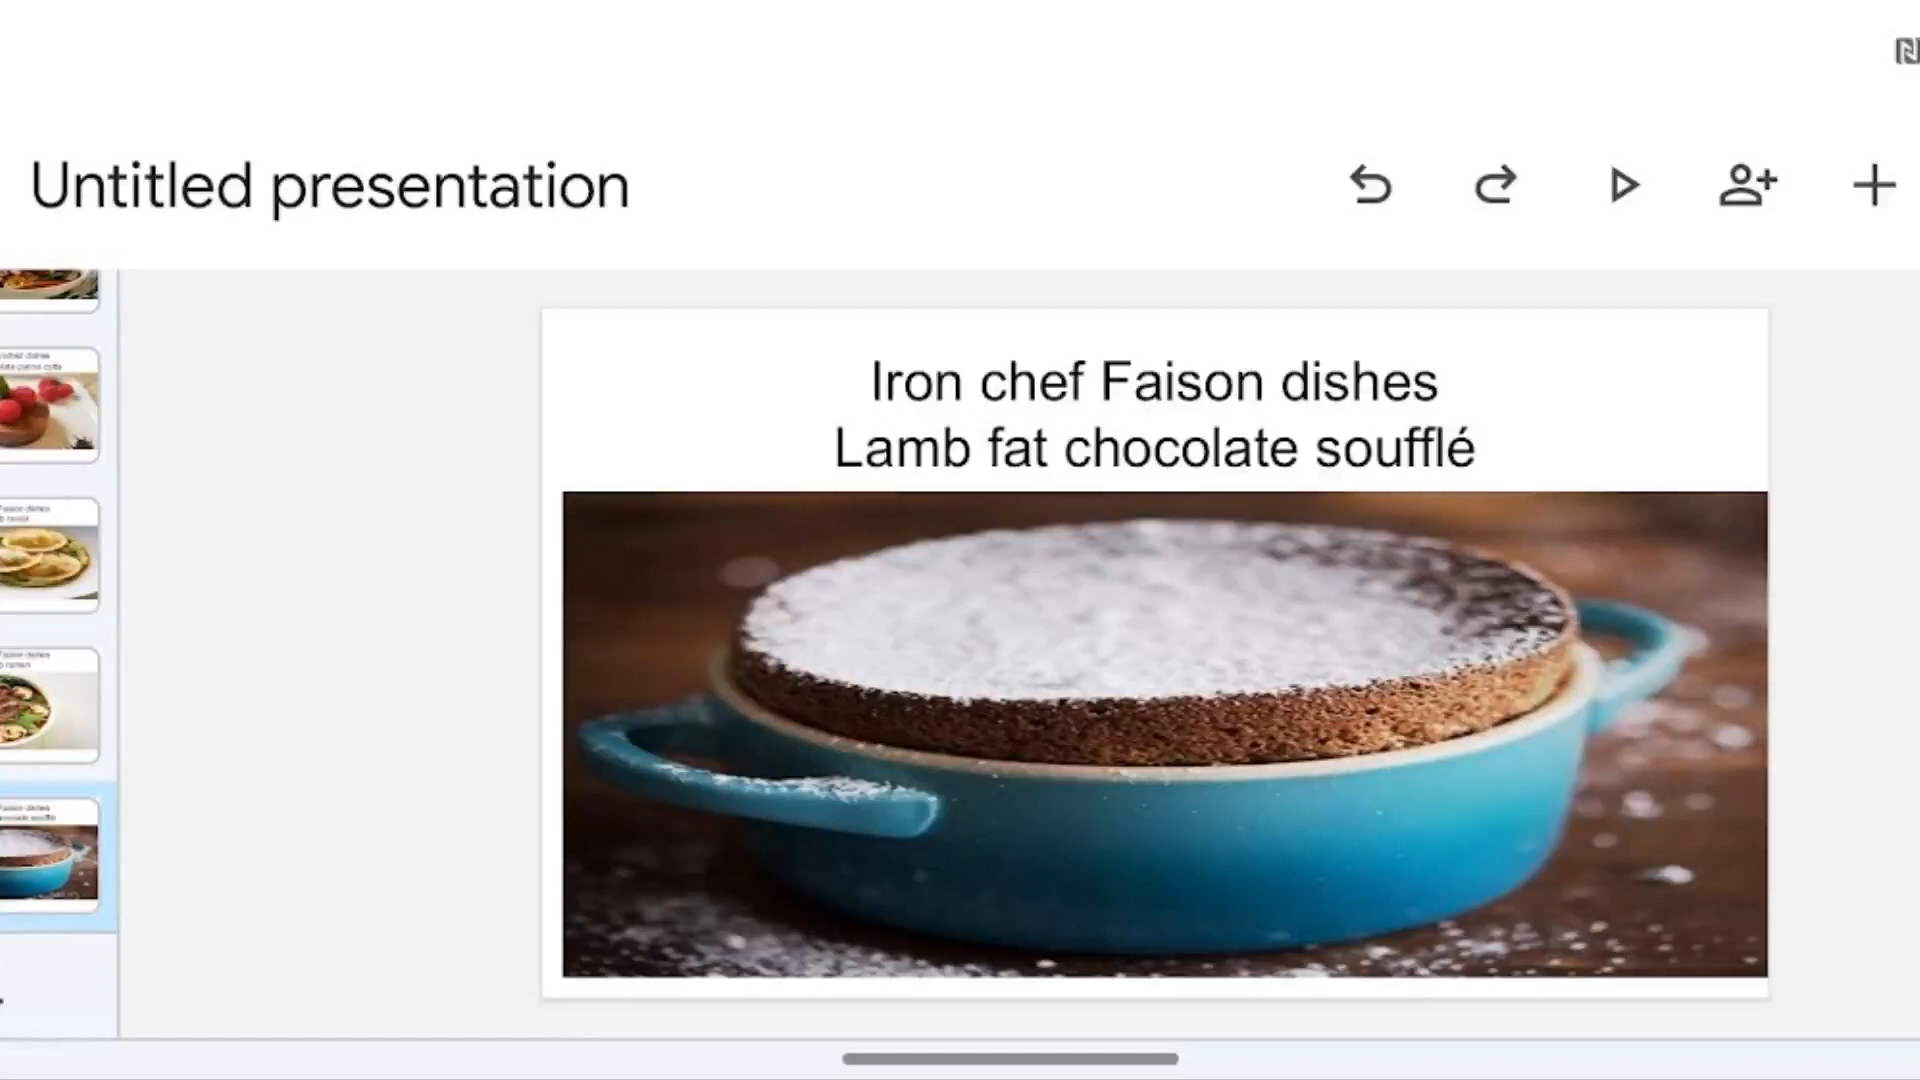 Untitled presentation
Iron chef Faison dishes
Lamb fat chocolate soufflé